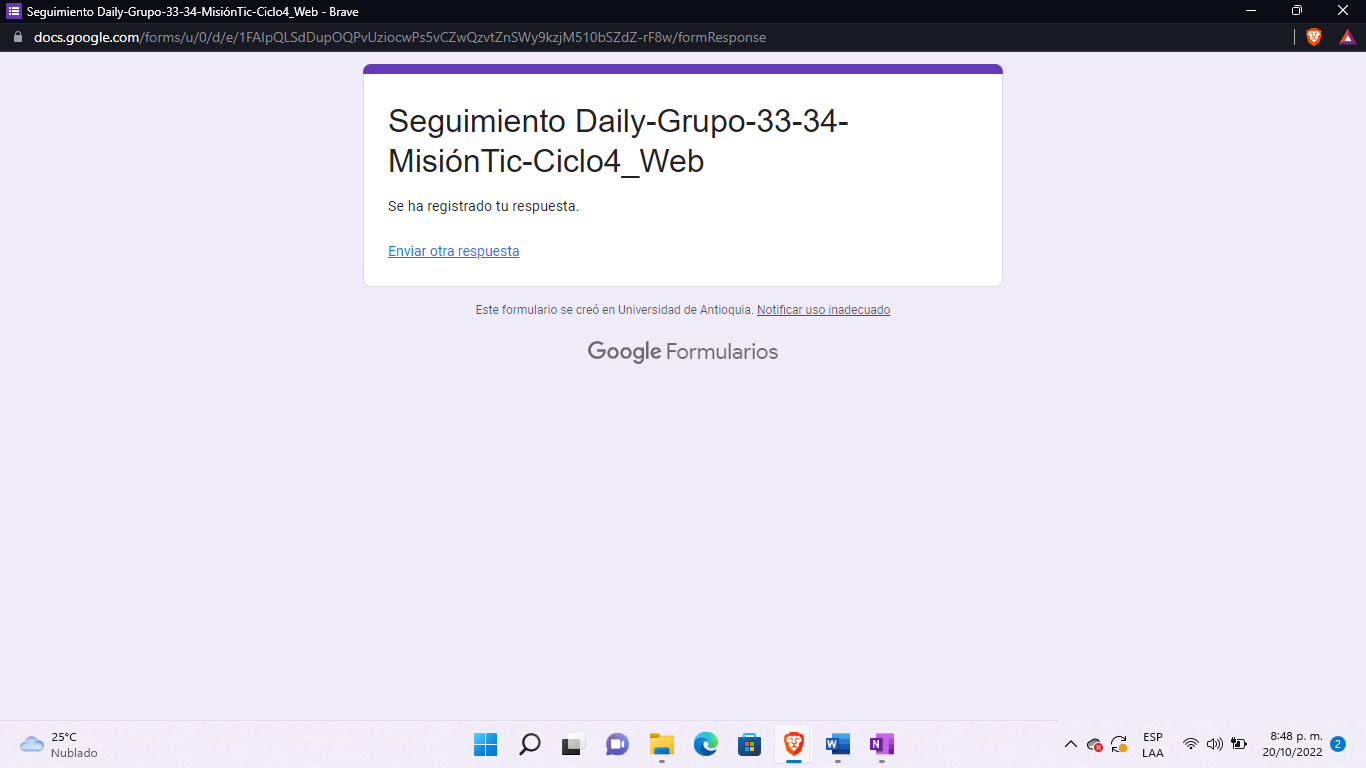 Seguimiento Daily-Grupo-33-34-MisiónTic-Ciclo4_Web - Brave
docs.google.com/forms/u/0/d/e/1FAIpQLSdDupOQPvUziocwPs5vCZwQzvtZnSWy9kzjM510bSZdZ-rF8w/formResponse
Seguimiento Daily-Grupo-33-34-
MisiónTic-Ciclo4_Web
Se ha registrado tu respuesta.
Enviar otra respuesta
Este formulario se creó en Universidad de Antioquia. Notificar uso inadecuado
Google Formularios
25°C
Nublado
W
N
ESP
LAA
8:48 p. m.
20/10/2022
2